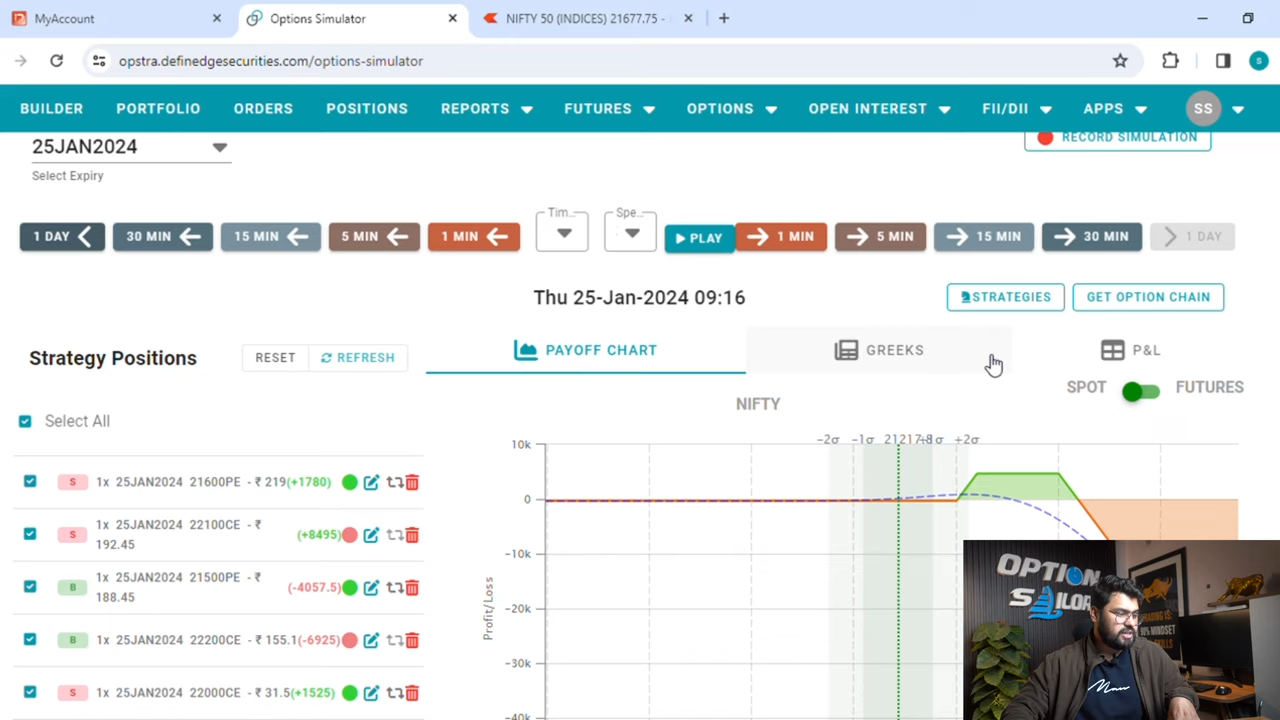 MyAccount
Options Simulator
NIFTY 50 (INDICES) 21677.75 -
opstra.definedgesecurities.com/options-simulator
S
BUILDER PORTFOLIO ORDERS POSITIONS REPORTS FUTURES OPTIONS OPEN INTEREST FII/DII APPS SS
25JAN2024
Select Expiry
RECORD SIMULATION
1 DAY 30 MIN 15 MIN 5 MIN 1 MIN Tim... Spe... PLAY 1 MIN 5 MIN 15 MIN 30 MIN 1 DAY
Thu 25-Jan-2024 09:16
STRATEGIES GET OPTION CHAIN
Strategy Positions RESET REFRESH
PAYOFF CHART GREEKS P&L
SPOT FUTURES
NIFTY
Select All
S 1x 25JAN2024 21600PE - ₹ 219(+1780)
S 1x 25JAN2024 22100CE - ₹
192.45 (+8495)
B 1x 25JAN2024 21500PE - ₹
188.45 (-4057.5)
B 1x 25JAN2024 22200CE - ₹ 155.1(-6925)
S 1x 25JAN2024 22000CE - ₹ 31.5(+1525)
-2σ -1σ +2σ
10k
0
-10k
-20k
-30k
-40k
Profit/Loss
OPTION
SAILOR